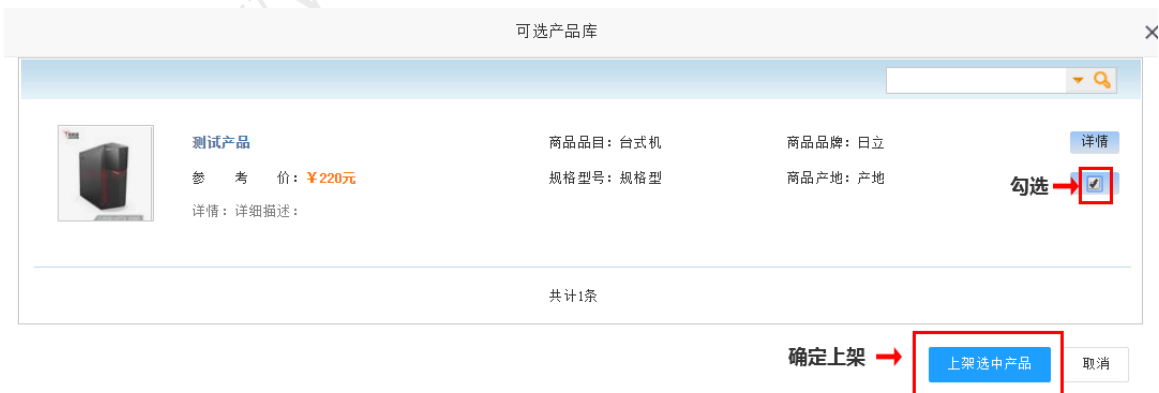 可选产品库
测试产品 商品品目：台式机 商品品牌：日立 详情
参 考 价：¥220元 规格型号：规格型 商品产地：产地 勾选
详情：详细描述：
共计1条
确定上架 上架选中产品 取消